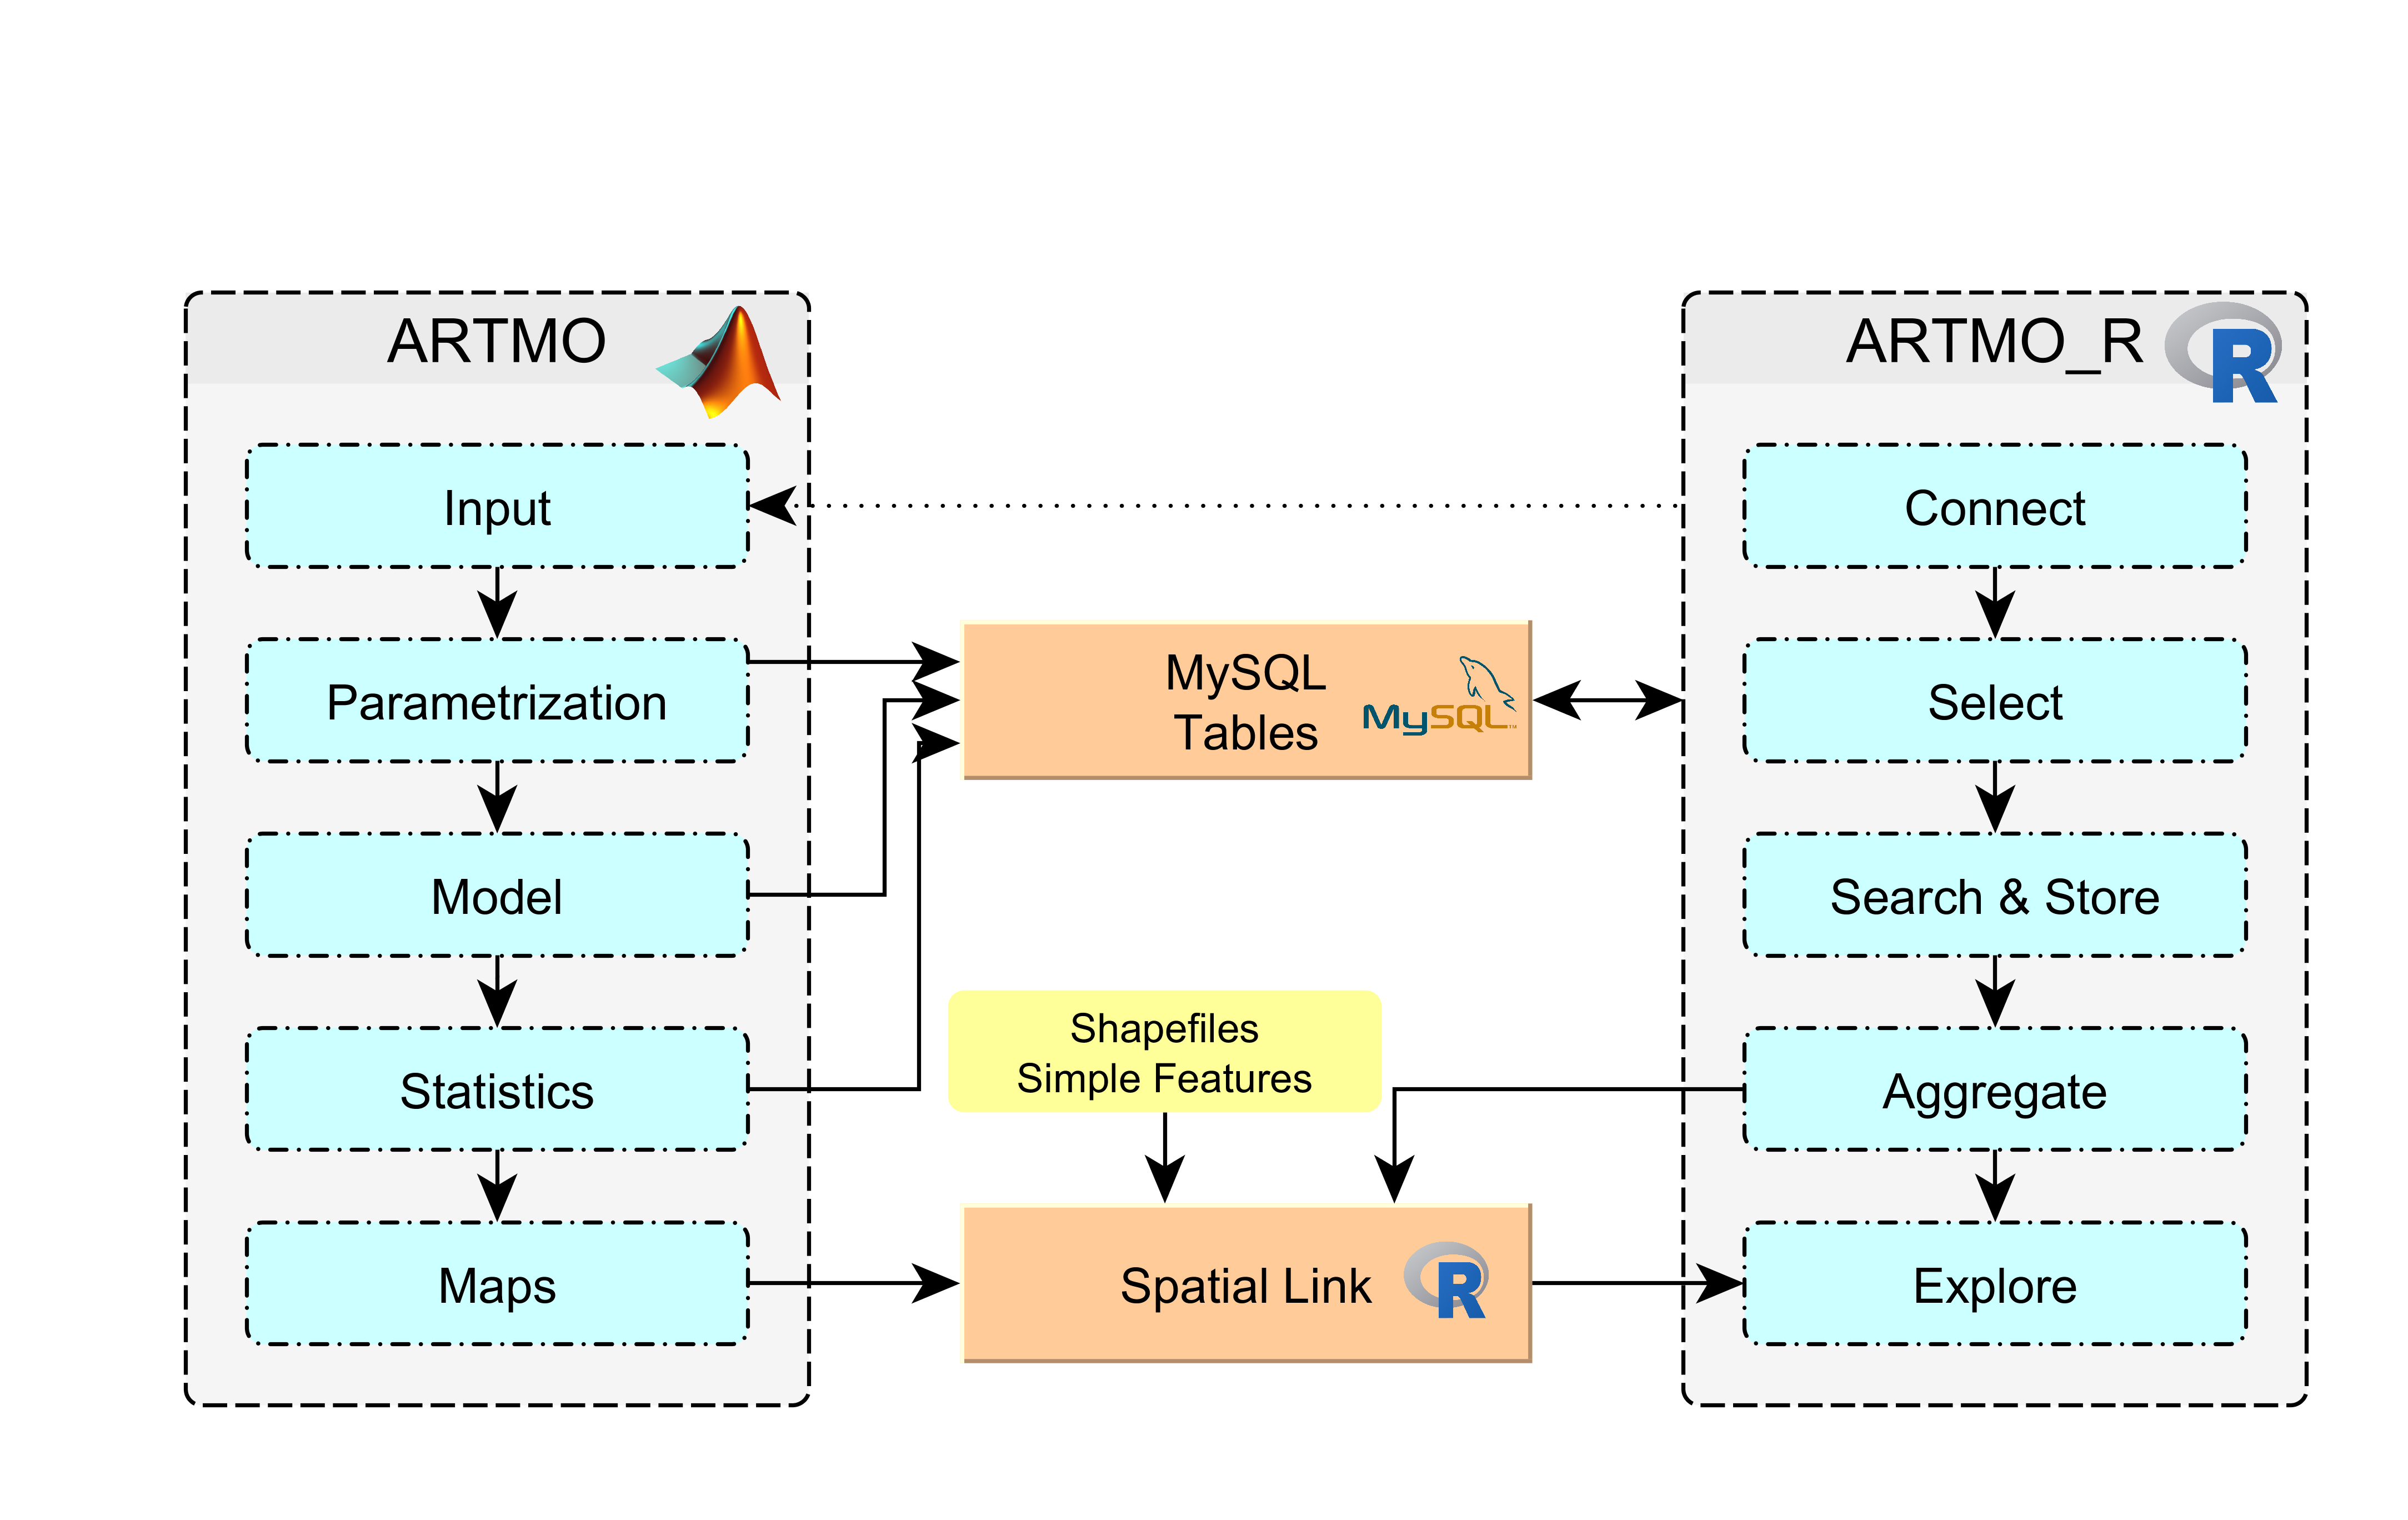 ARTMO
Input
Parametrization
Model
Statistics
Maps
MySQL
Tables
MySQL™
Shapefiles
Simple Features
Spatial Link
R
ARTMO_R
R
Connect
Select
Search & Store
Aggregate
Explore